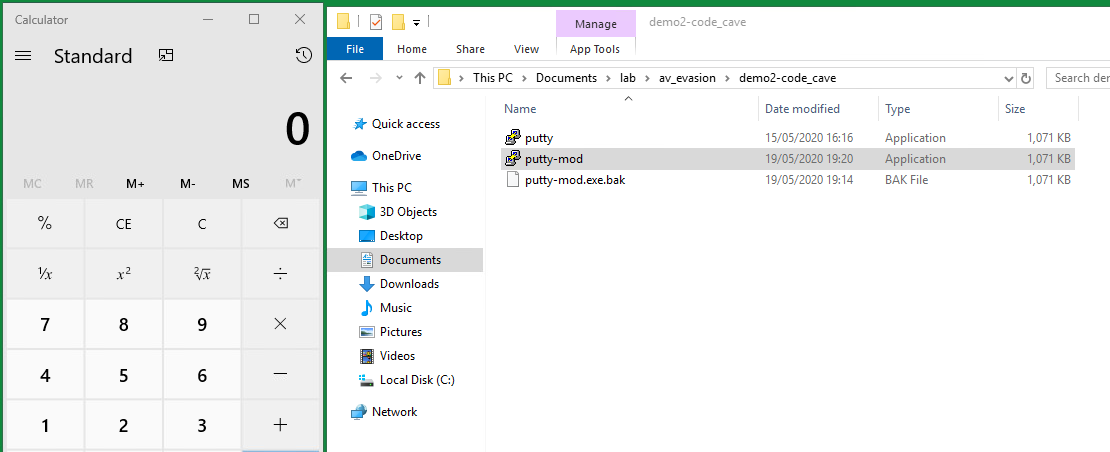 Calculator
Standard
0
MC MR M+ M- MS M˅
% CE C
¹/x x² ²√x ÷
7 8 9 ×
4 5 6 −
1 2 3 +
Manage demo2-code_cave
File Home Share View App Tools
This PC Documents lab av_evasion demo2-code_cave Search der
Name Date modified Type Size
Quick access
OneDrive
This PC
3D Objects
Desktop
Documents
Downloads
Music
Pictures
Videos
Local Disk (C:)
Network
putty 15/05/2020 16:16 Application 1,071 KB
putty-mod 19/05/2020 19:20 Application 1,071 KB
putty-mod.exe.bak 19/05/2020 19:14 BAK File 1,071 KB